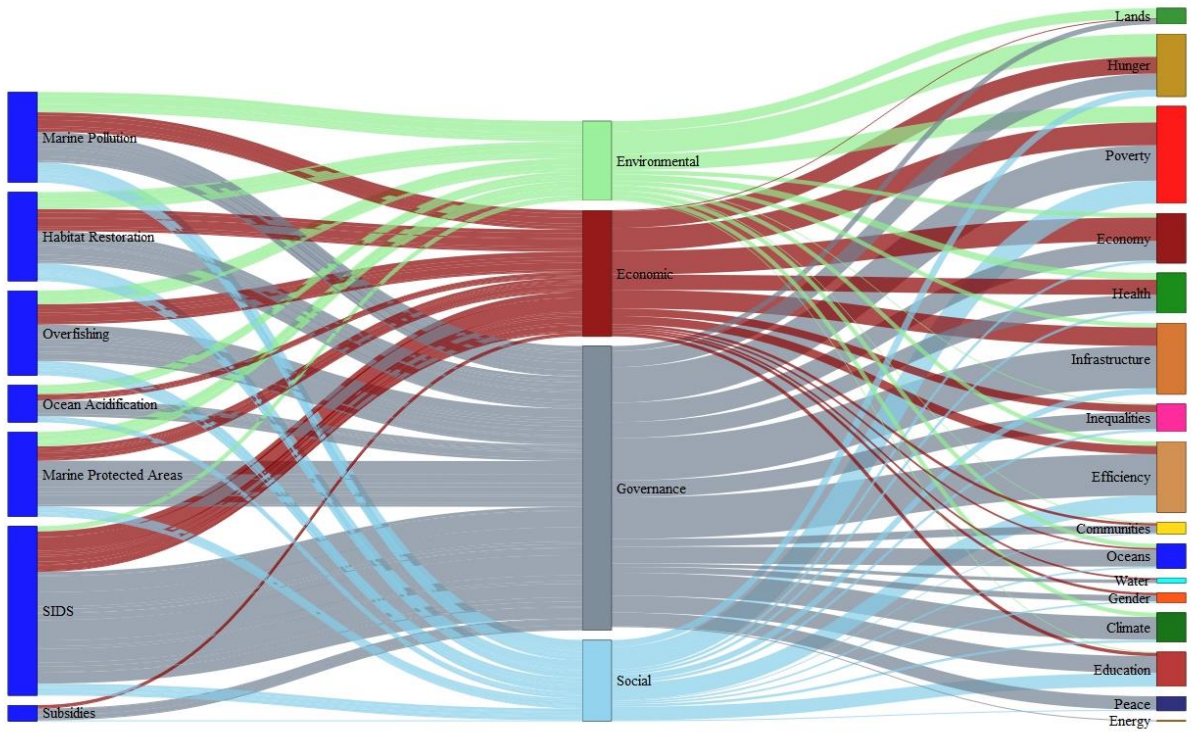 Marine Pollution
Habitat Restoration
Overfishing
Ocean Acidification
Marine Protected Areas
SIDS
Subsidies
Environmental
Economic
Governance
Social
Lands
Hunger
Poverty
Economy
Health
Infrastructure
Inequalities
Efficiency
Communities
Oceans
Water
Gender
Climate
Education
Peace
Energy